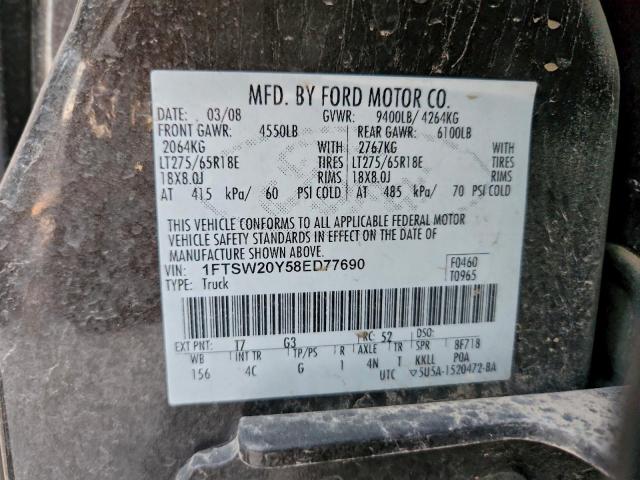 MFD. BY FORD MOTOR CO.
DATE: 03/08 GVWR: 9400LB/ 4264KG
FRONT GAWR: 4550LB REAR GAWR: 6100LB
2064KG WITH 2767KG WITH
LT275/65R18E TIRES LT275/65R18E TIRES
18X8.0J RIMS 18X8.0J RIMS
AT 415 kPa/ 60 PSI COLD AT 485 kPa/ 70 PSI COLD
THIS VEHICLE CONFORMS TO ALL APPLICABLE FEDERAL MOTOR
VEHICLE SAFETY STANDARDS IN EFFECT ON THE DATE OF
MANUFACTURE SHOWN ABOVE.
VIN: 1FTSW20Y58ED77690 F0460
TYPE: Truck T0965
EXT PNT: T7 G3 RC: 52 DSO:
WB INT TR TP/PS R AXLE TR SPR 8F718
156 4C G 1 4N T KKLL POA
UTC 5U5A-1520472-BA